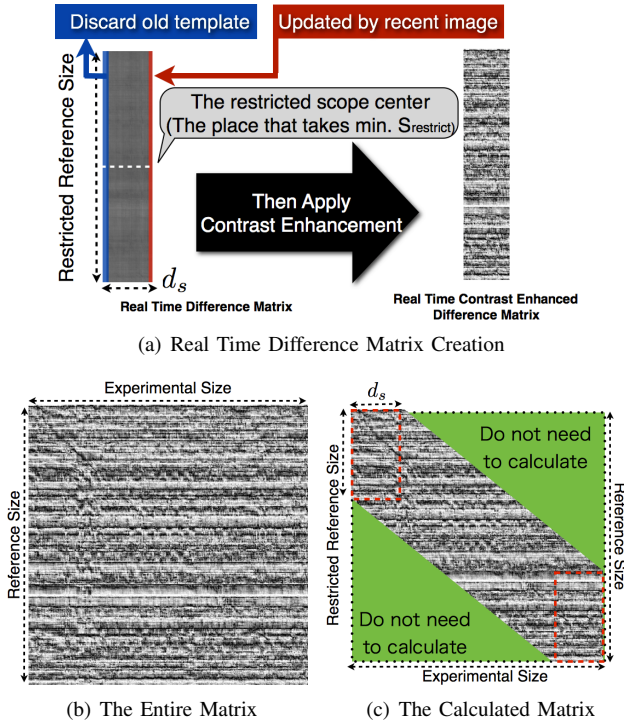 Discard old template
Updated by recent image
Restricted Reference Size
The restricted scope center
(The place that takes min. Srestrict)
Then Apply
Contrast Enhancement
d_s
Real Time Difference Matrix
Real Time Contrast Enhanced
Difference Matrix
(a) Real Time Difference Matrix Creation
Experimental Size
Reference Size
(b) The Entire Matrix
d_s
Do not need
to calculate
Restricted Reference Size
Reference Size
Do not need
to calculate
Experimental Size
(c) The Calculated Matrix